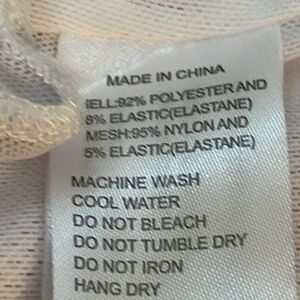 MADE IN CHINA
HELL:92% POLYESTER AND
8% ELASTIC(ELASTANE)
MESH:95% NYLON AND
5% ELASTIC(ELASTANE)
MACHINE WASH
COOL WATER
DO NOT BLEACH
DO NOT TUMBLE DRY
DO NOT IRON
HANG DRY